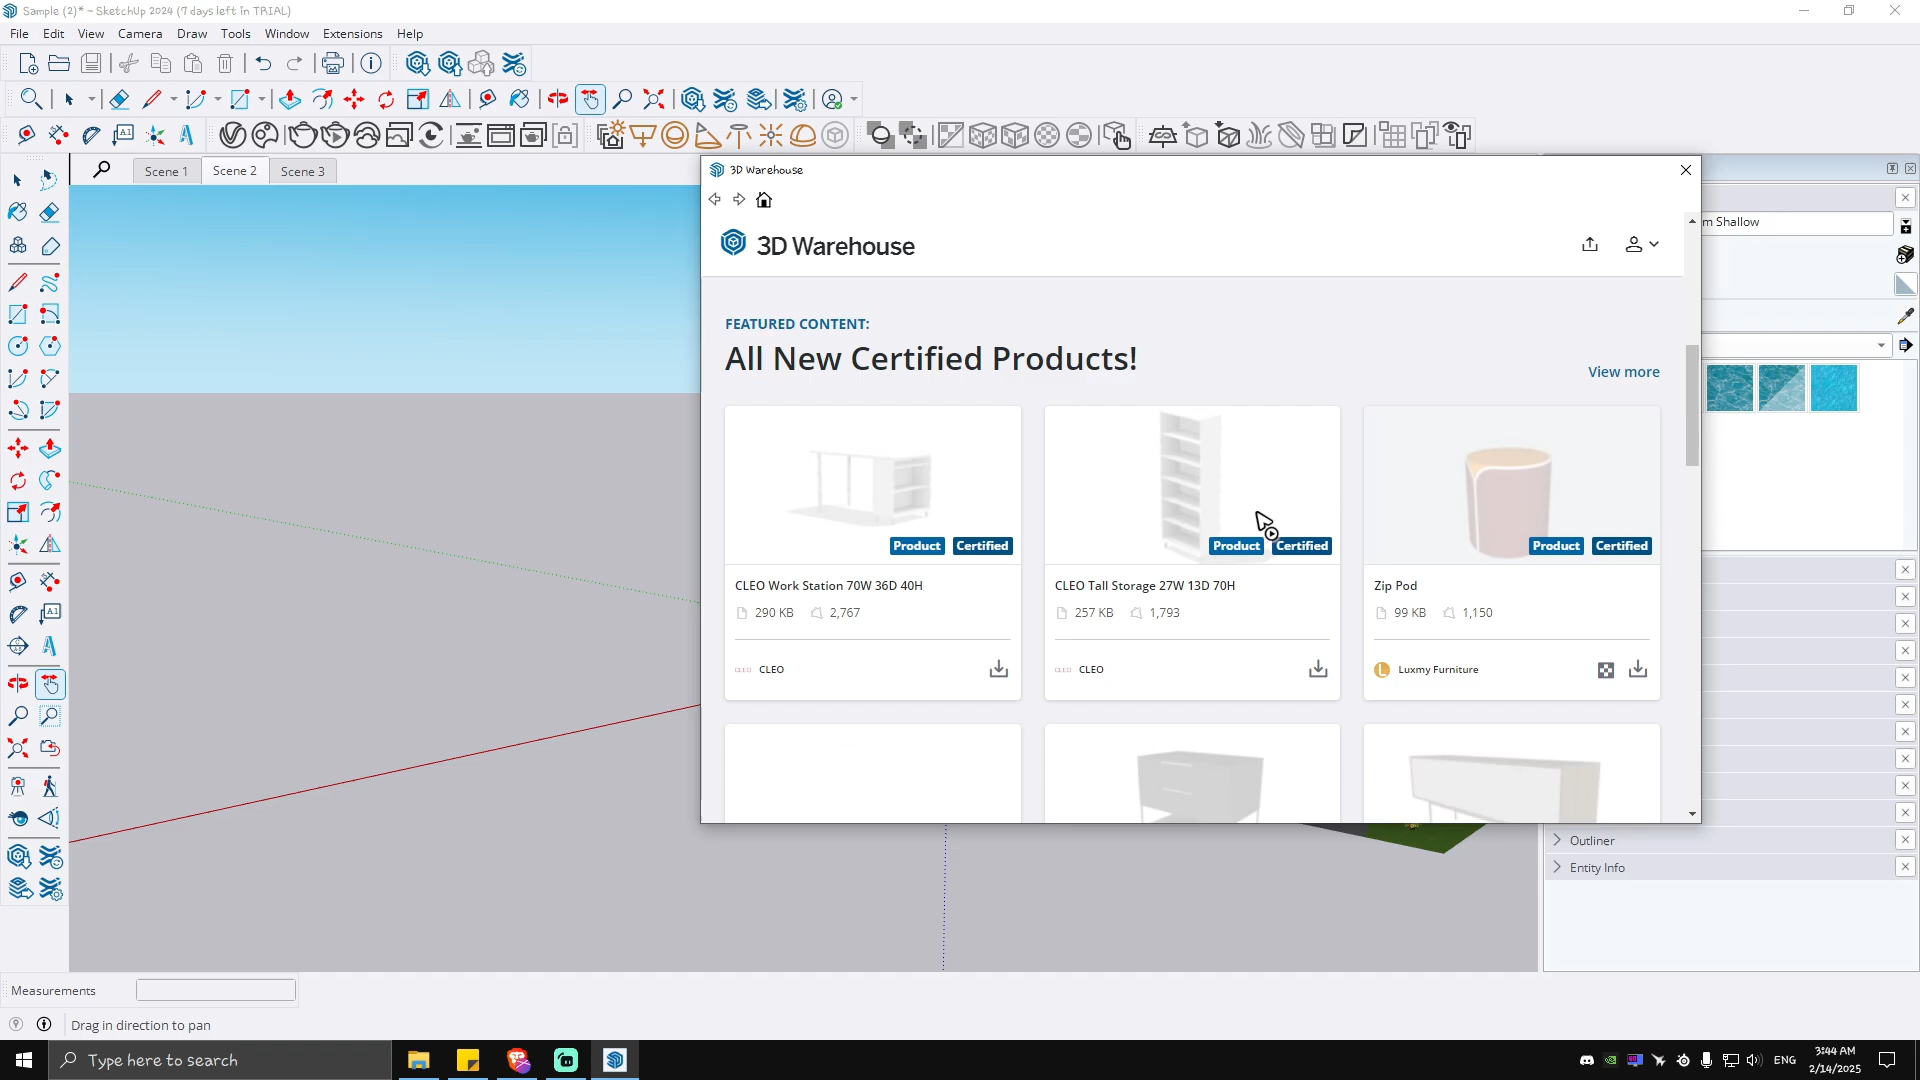 Sample (2)* - SketchUp 2024 (7 days left in TRIAL)
File Edit View Camera Draw Tools Window Extensions Help
Scene 1 Scene 2 Scene 3
3D Warehouse
m Shallow
3D Warehouse
FEATURED CONTENT:
All New Certified Products!
View more
Product Certified
Product Certified
Product Certified
CLEO Work Station 70W 36D 40H
290 KB 2,767
CLEO CLEO
CLEO Tall Storage 27W 13D 70H
257 KB 1,793
CLEO CLEO
Zip Pod
99 KB 1,150
L Luxmy Furniture
Outliner
Entity Info
Measurements
Drag in direction to pan
Type here to search
ENG
3:44 AM
2/14/2025